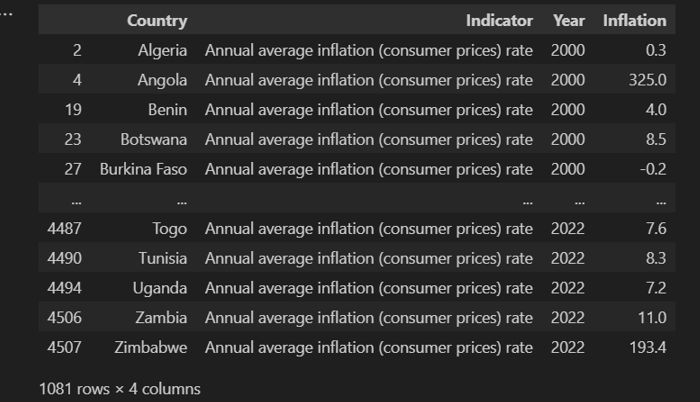 ...
Country Indicator Year Inflation
2 Algeria Annual average inflation (consumer prices) rate 2000 0.3
4 Angola Annual average inflation (consumer prices) rate 2000 325.0
19 Benin Annual average inflation (consumer prices) rate 2000 4.0
23 Botswana Annual average inflation (consumer prices) rate 2000 8.5
27 Burkina Faso Annual average inflation (consumer prices) rate 2000 -0.2
... ... ... ... ...
4487 Togo Annual average inflation (consumer prices) rate 2022 7.6
4490 Tunisia Annual average inflation (consumer prices) rate 2022 8.3
4494 Uganda Annual average inflation (consumer prices) rate 2022 7.2
4506 Zambia Annual average inflation (consumer prices) rate 2022 11.0
4507 Zimbabwe Annual average inflation (consumer prices) rate 2022 193.4
1081 rows × 4 columns